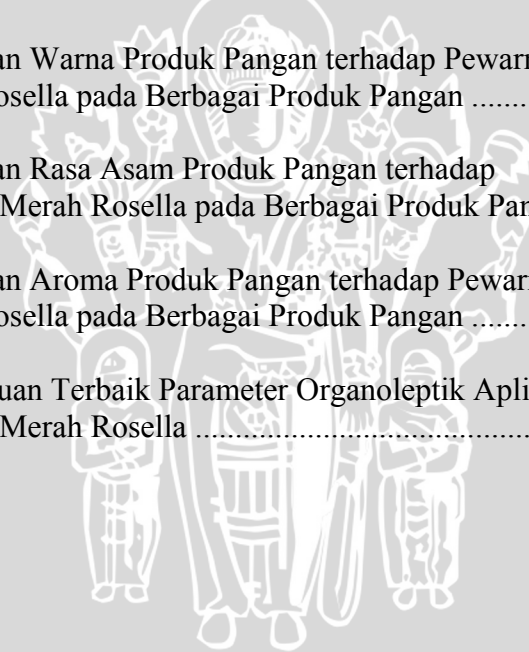 an Warna Produk Pangan terhadap Pewarn
osella pada Berbagai Produk Pangan ........
an Rasa Asam Produk Pangan terhadap
Merah Rosella pada Berbagai Produk Pan
an Aroma Produk Pangan terhadap Pewarn
osella pada Berbagai Produk Pangan ........
uan Terbaik Parameter Organoleptik Apli
Merah Rosella ..........................................